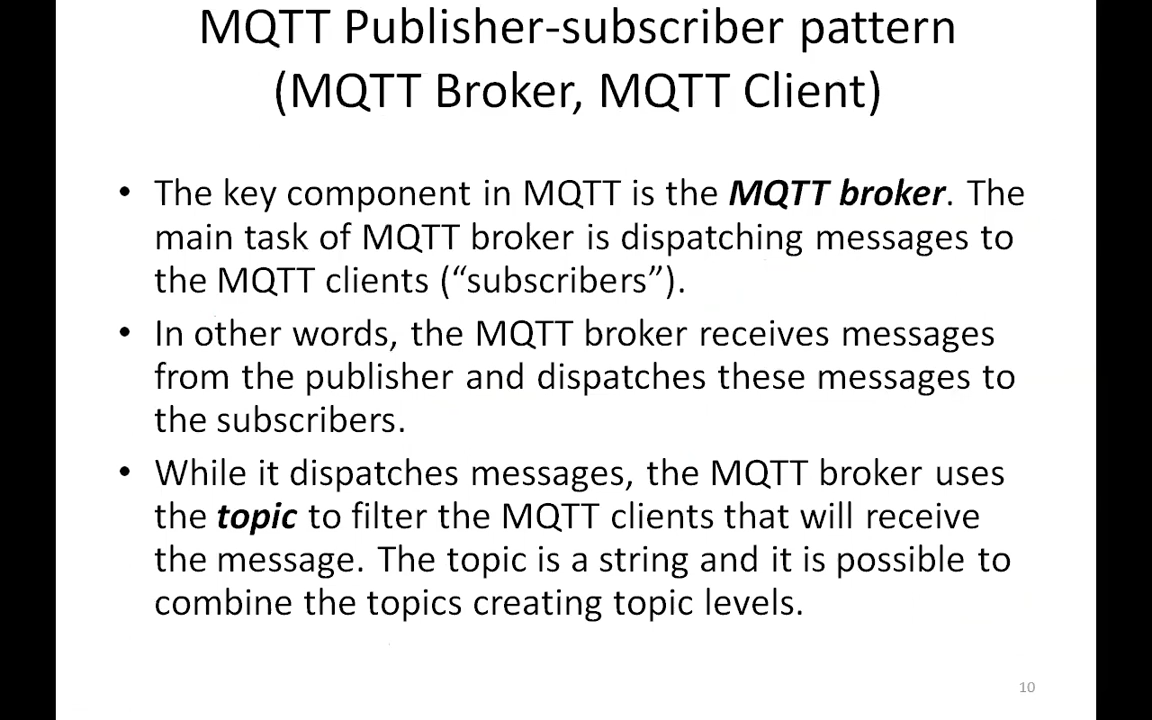 MQTT Publisher-subscriber pattern
(MQTT Broker, MQTT Client)
• The key component in MQTT is the MQTT broker. The
main task of MQTT broker is dispatching messages to
the MQTT clients (“subscribers”).
• In other words, the MQTT broker receives messages
from the publisher and dispatches these messages to
the subscribers.
• While it dispatches messages, the MQTT broker uses
the topic to filter the MQTT clients that will receive
the message. The topic is a string and it is possible to
combine the topics creating topic levels.
10